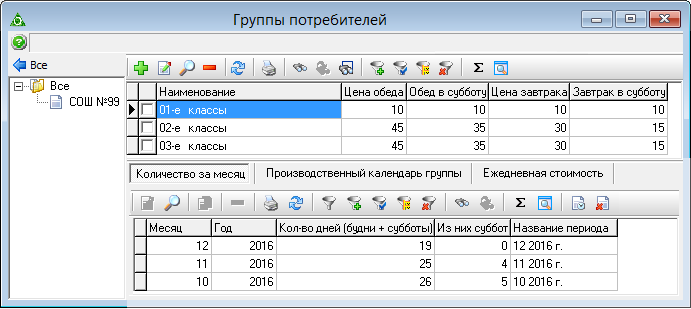 Группы потребителей
Все
Все
СОШ №99
Наименование Цена обеда Обед в субботу Цена завтрака Завтрак в субботу
01-е классы 10 10 10 10
02-е классы 45 35 30 15
03-е классы 45 35 30 15
Количество за месяц Производственный календарь группы Ежедневная стоимость
Месяц Год Кол-во дней (будни + субботы) Из них суббот Название периода
12 2016 19 0 12 2016 г.
11 2016 25 4 11 2016 г.
10 2016 26 5 10 2016 г.